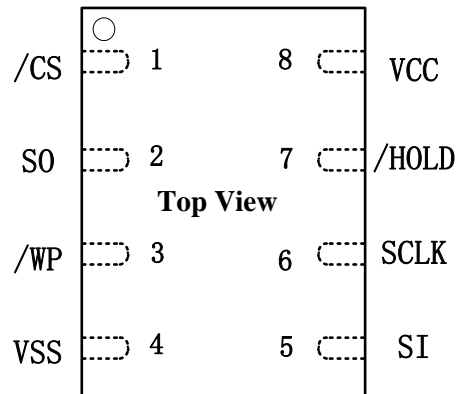 /CS 1 8 VCC
SO 2 7 /HOLD
Top View
/WP 3 6 SCLK
VSS 4 5 SI